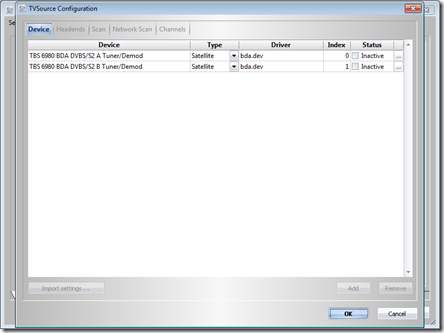 TVSource Configuration
Device Headends Scan Network Scan Channels
Device Type Driver Index Status
TBS 6980 BDA DVBS/S2 A Tuner/Demod Satellite bda.dev 0 Inactive ...
TBS 6980 BDA DVBS/S2 B Tuner/Demod Satellite bda.dev 1 Inactive ...
Import settings ... Add Remove
OK Cancel